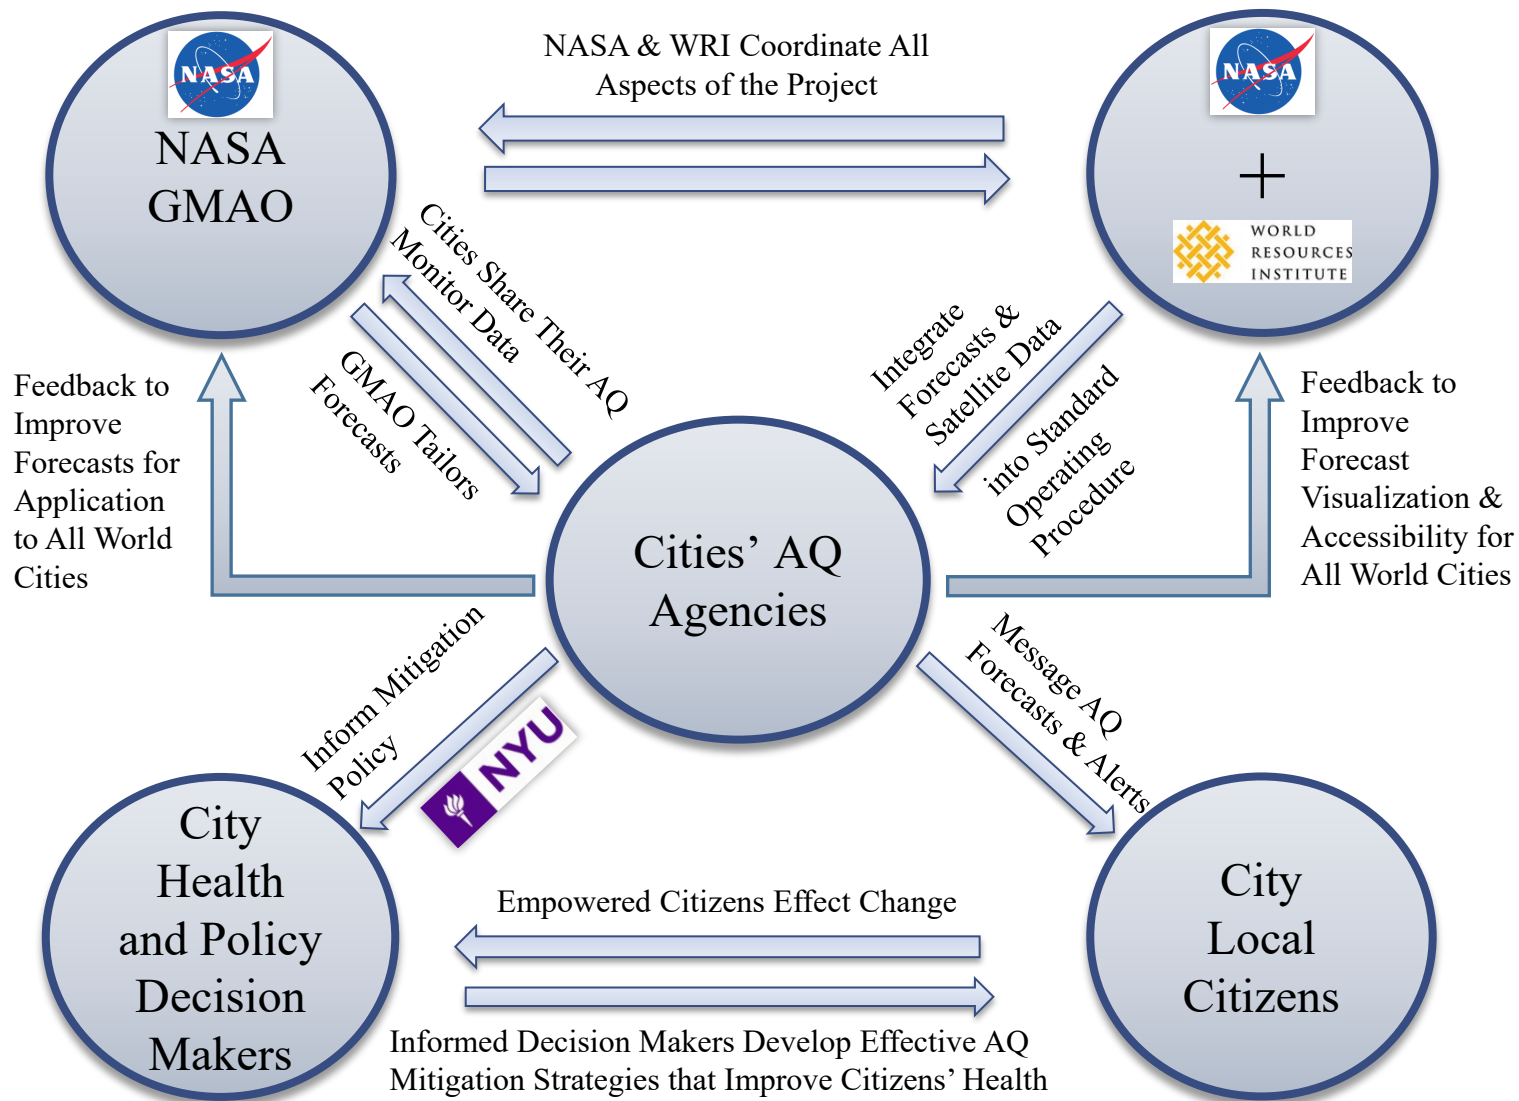 NASA & WRI Coordinate All
Aspects of the Project
NASA
NASA
GMAO
NASA
+
WORLD
RESOURCES
INSTITUTE
Cities Share Their AQ
Monitor Data
GMAO Tailors
Forecasts
Integrate
Forecasts &
Satellite Data
into Standard
Operating
Procedure
Feedback to
Improve
Forecasts for
Application
to All World
Cities
Feedback to
Improve
Forecast
Visualization &
Accessibility for
All World Cities
Cities’ AQ
Agencies
Inform Mitigation
Policy
NYU
Message AQ
Forecasts & Alerts
City
Health
and Policy
Decision
Makers
Empowered Citizens Effect Change
Informed Decision Makers Develop Effective AQ
Mitigation Strategies that Improve Citizens’ Health
City
Local
Citizens